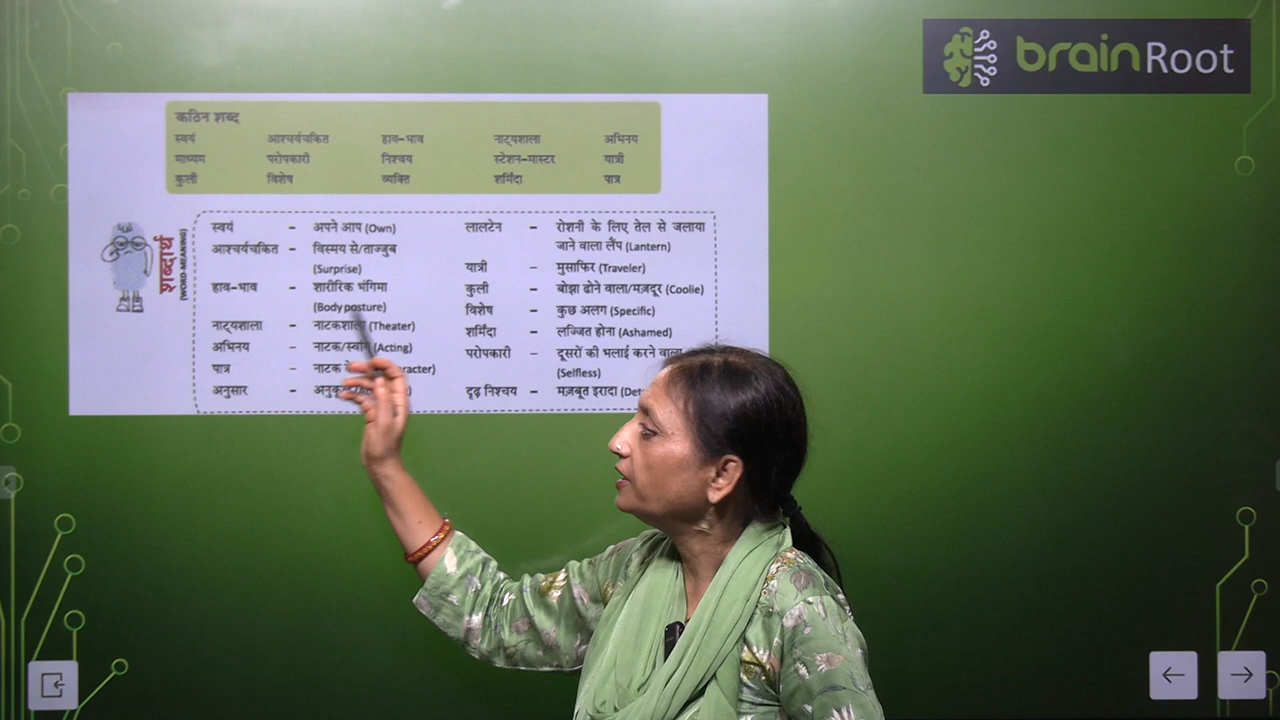 brainRoot
कठिन शब्द
स्वयं आश्चर्यचकित हाव-भाव नाट्यशाला अभिनय
माध्यम परोपकारी निश्चय स्टेशन-मास्टर यात्री
कुली विशेष व्यक्ति शर्मिंदा पात्र
शब्दार्थ
(WORD-MEANING)
स्वयं – अपने आप (Own)
आश्चर्यचकित – विस्मय से/ताज्जुब
(Surprise)
हाव-भाव – शारीरिक भंगिमा
(Body posture)
नाट्यशाला – नाटकशाला (Theater)
अभिनय – नाटक/स्वांग (Acting)
पात्र – नाटक
अनुसार –
लालटेन – रोशनी के लिए तेल से जलाया
जाने वाला लैंप (Lantern)
यात्री – मुसाफिर (Traveler)
कुली – बोझा ढोने वाला/मज़दूर (Coolie)
विशेष – कुछ अलग (Specific)
शर्मिंदा – लज्जित होना (Ashamed)
परोपकारी – दूसरों की भलाई करने वाला
(Selfless)
दृढ़ निश्चय – मज़बूत इरादा